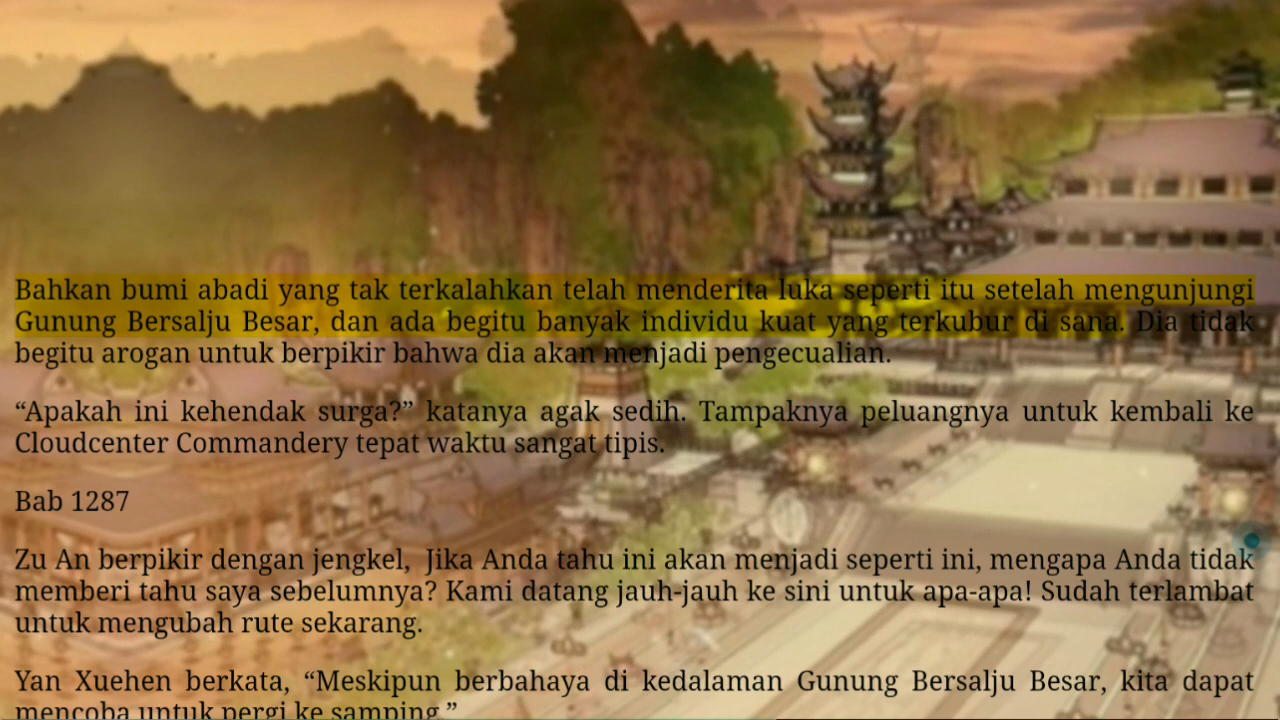 Bahkan bumi abadi yang tak terkalahkan telah menderita luka seperti itu setelah mengunjungi
Gunung Bersalju Besar, dan ada begitu banyak individu kuat yang terkubur di sana. Dia tidak
begitu arogan untuk berpikir bahwa dia akan menjadi pengecualian.
“Apakah ini kehendak surga?” katanya agak sedih. Tampaknya peluangnya untuk kembali ke
Cloudcenter Commandery tepat waktu sangat tipis.
Bab 1287
Zu An berpikir dengan jengkel,  Jika Anda tahu ini akan menjadi seperti ini, mengapa Anda tidak
memberi tahu saya sebelumnya? Kami datang jauh-jauh ke sini untuk apa-apa! Sudah terlambat
untuk mengubah rute sekarang.
Yan Xuehen berkata, “Meskipun berbahaya di kedalaman Gunung Bersalju Besar, kita dapat
mencoba untuk pergi ke samping.”